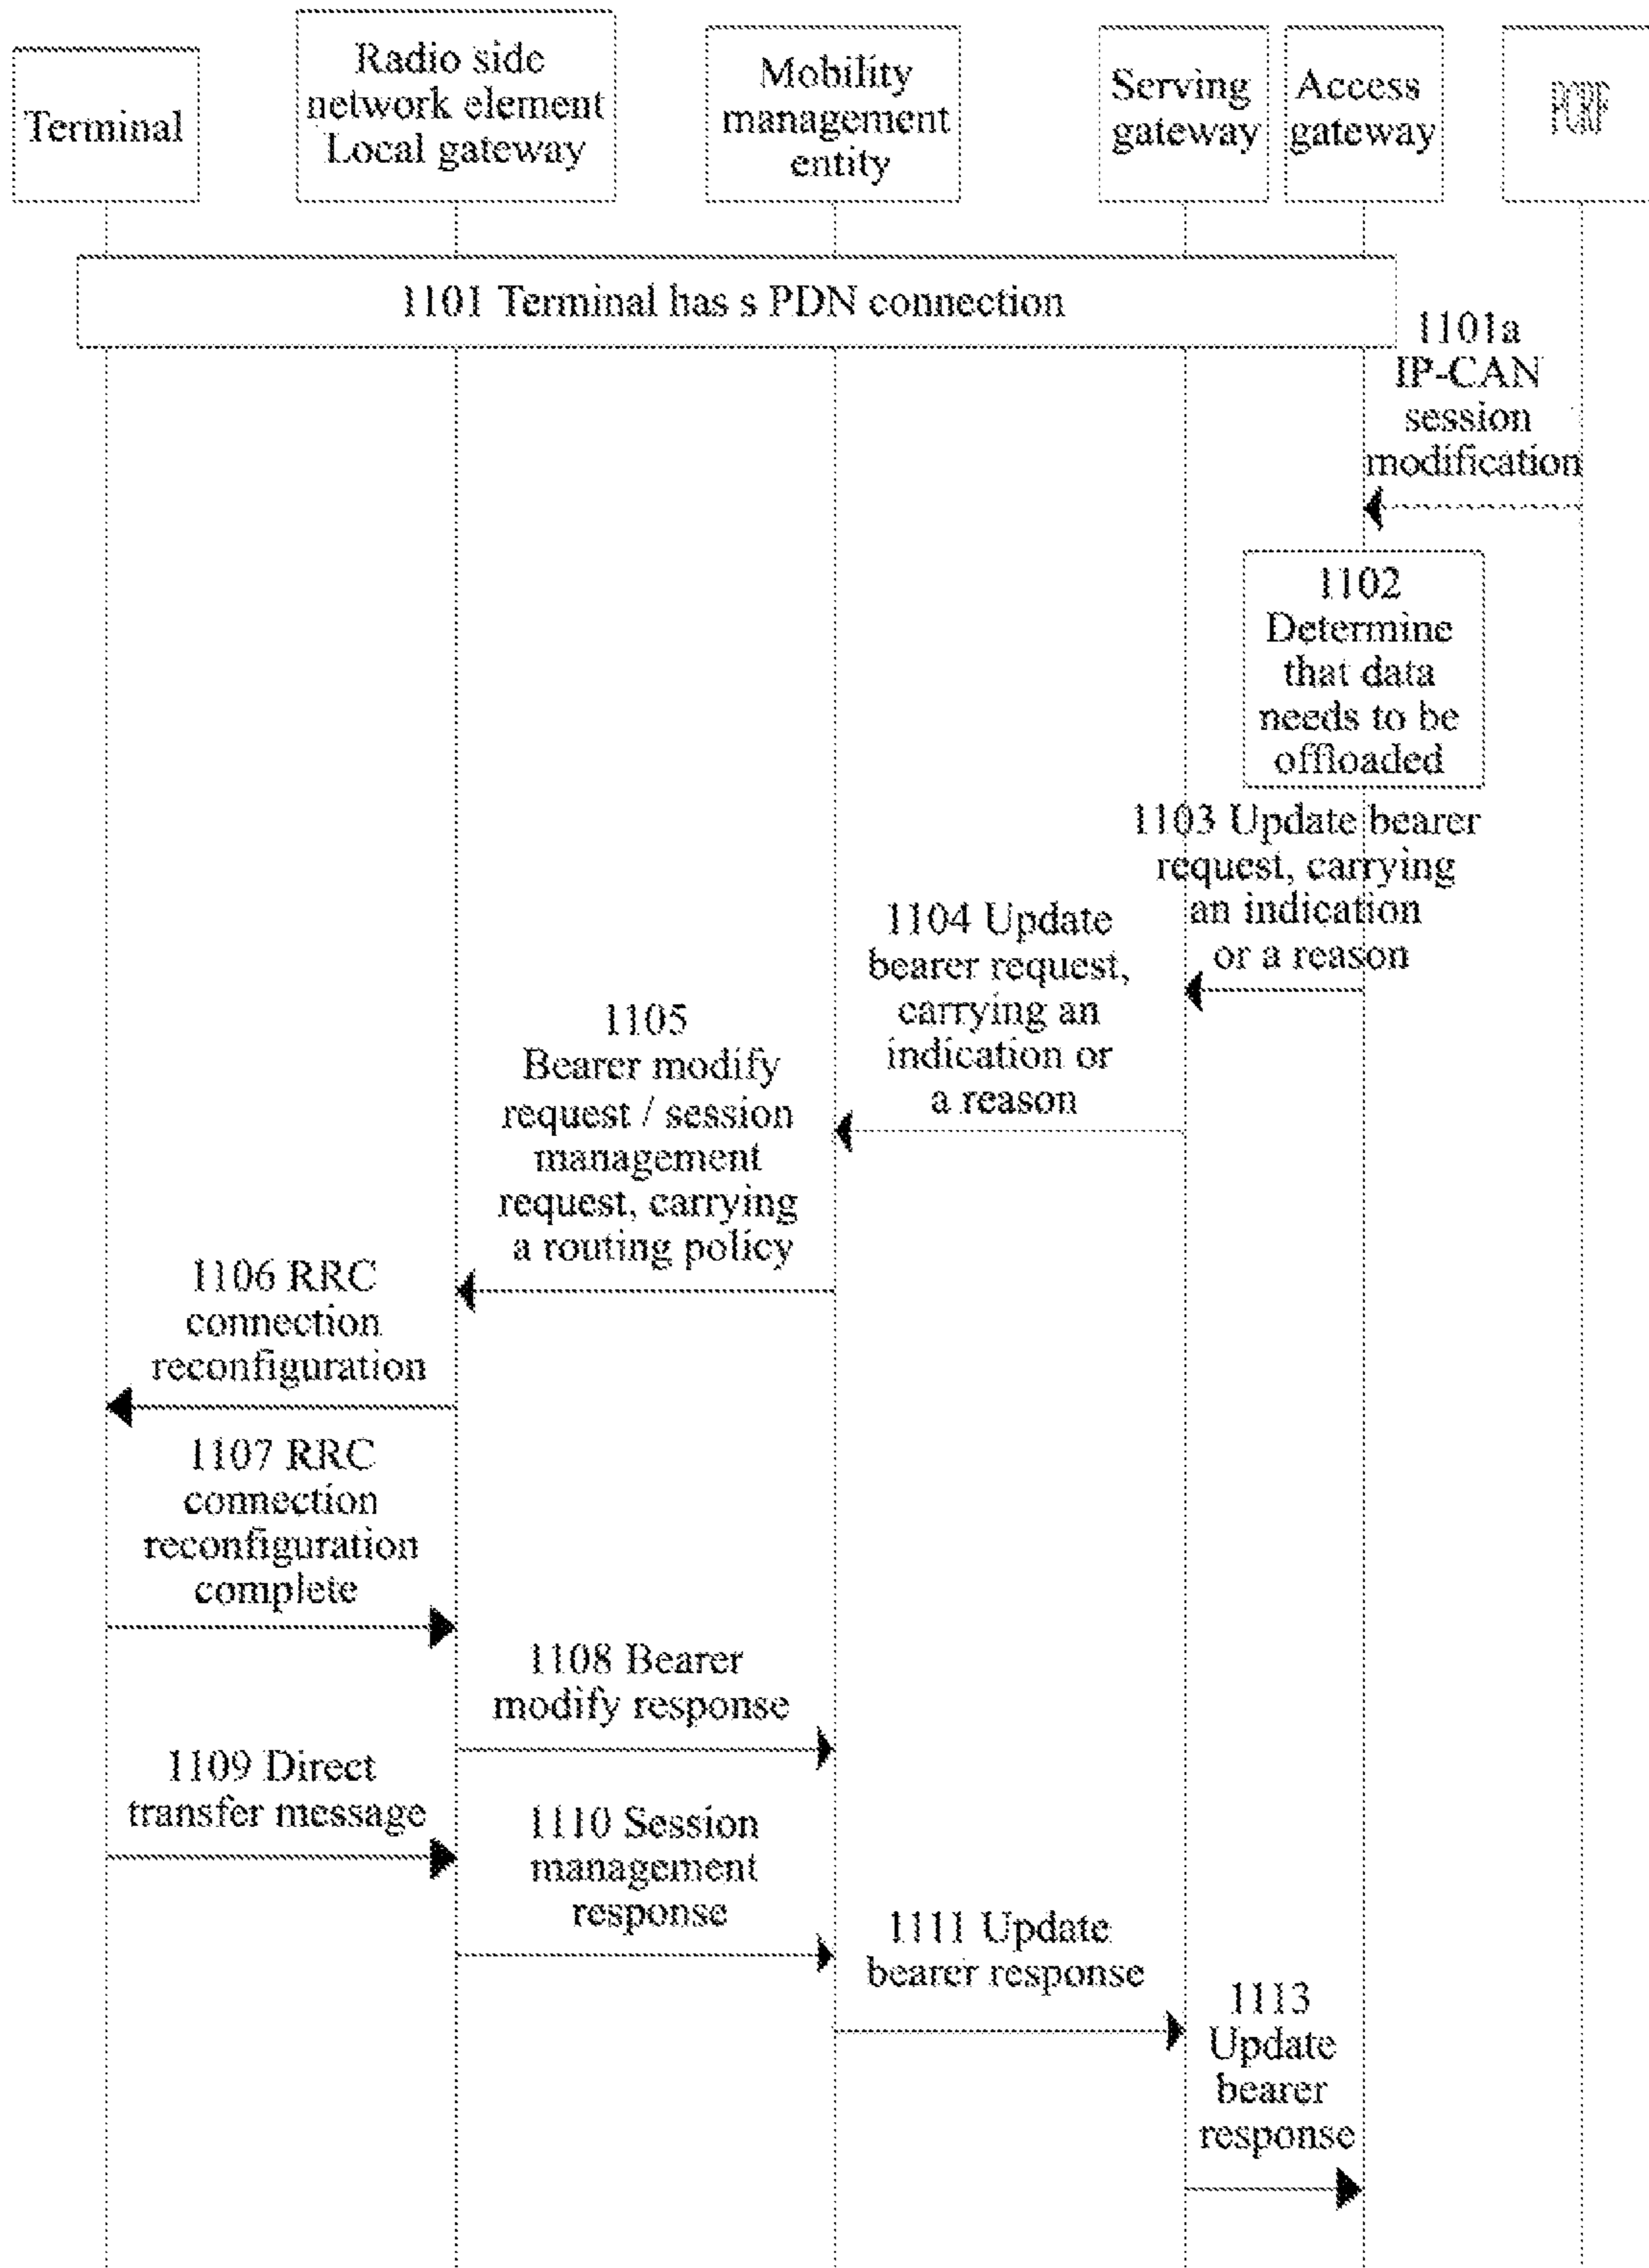 Terminal
Radio side
network element
Local gateway
Mobility
management
entity
Serving
gateway
Access
gateway
PCRF
1101 Terminal has s PDN connection
1101a
IP-CAN
session
modification
1102
Determine
that data
needs to be
offloaded
1103 Update bearer
request, carrying
an indication
or a reason
1104 Update
bearer request,
carrying an
indication or
a reason
1105
Bearer modify
request / session
management
request, carrying
a routing policy
1106 RRC
connection
reconfiguration
1107 RRC
connection
reconfiguration
complete
1108 Bearer
modify response
1109 Direct
transfer message
1110 Session
management
response
1111 Update
bearer response
1113
Update
bearer
response